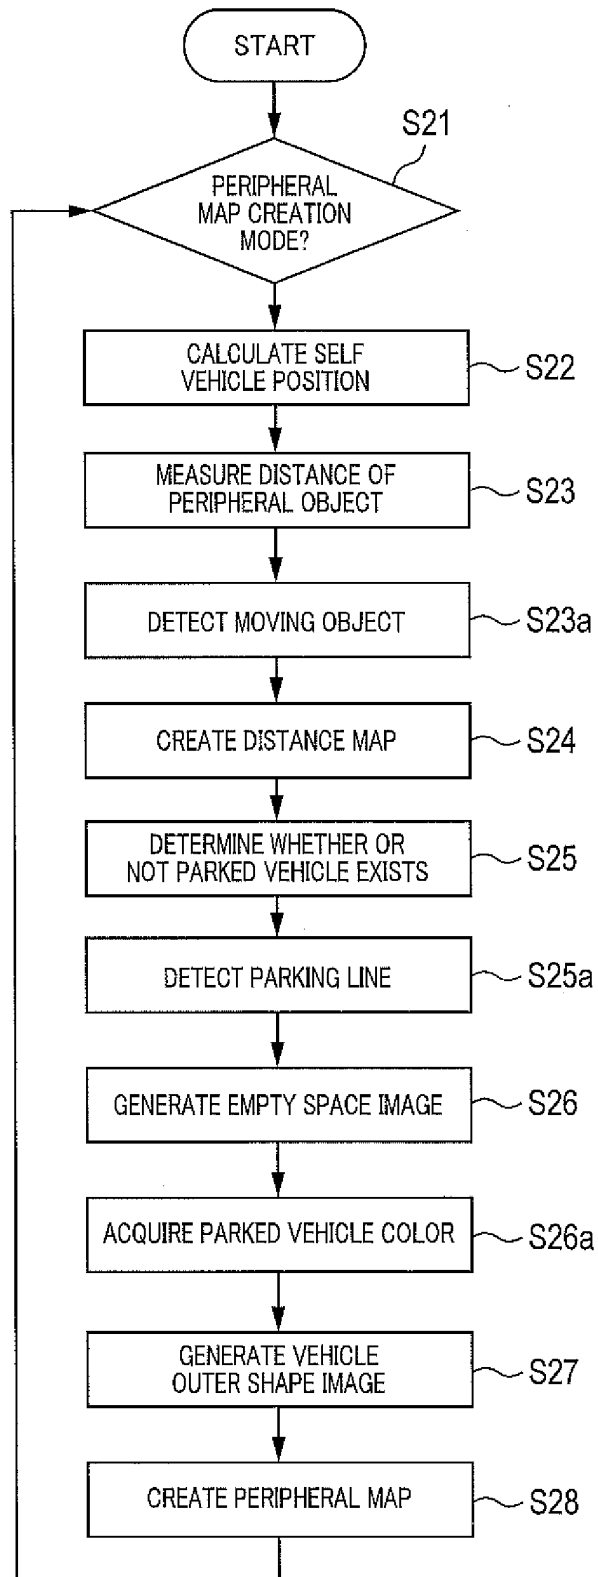 START
S21
PERIPHERAL
MAP CREATION
MODE?
CALCULATE SELF
VEHICLE POSITION
S22
MEASURE DISTANCE OF
PERIPHERAL OBJECT
S23
DETECT MOVING OBJECT
S23a
CREATE DISTANCE MAP
S24
DETERMINE WHETHER OR
NOT PARKED VEHICLE EXISTS
S25
DETECT PARKING LINE
S25a
GENERATE EMPTY SPACE IMAGE
S26
ACQUIRE PARKED VEHICLE COLOR
S26a
GENERATE VEHICLE
OUTER SHAPE IMAGE
S27
CREATE PERIPHERAL MAP
S28